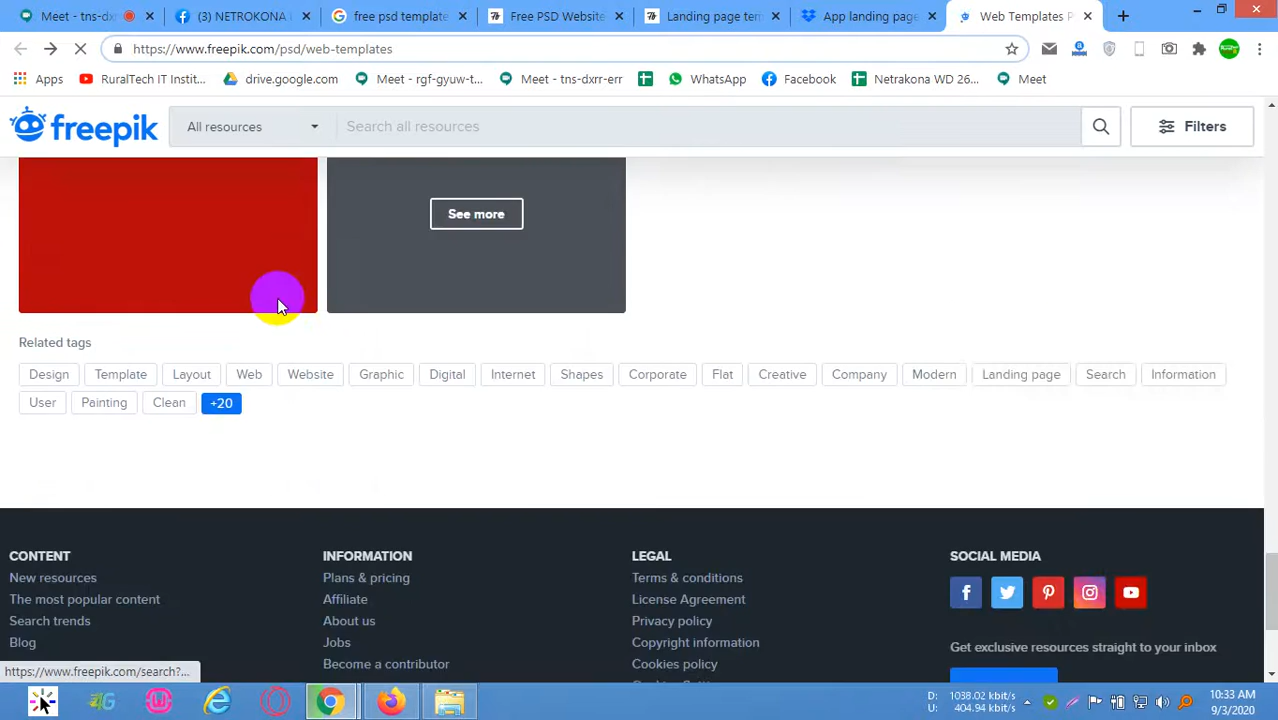 Meet - tns-dx
(3) NETROKONA
free psd template
Free PSD Website
Landing page tem
App landing page
Web Templates P
https://www.freepik.com/psd/web-templates
Apps
RuralTech IT Instit...
drive.google.com
Meet - rgf-gyuw-t...
Meet - tns-dxrr-err
WhatsApp
Facebook
Netrakona WD 26...
Meet
freepik
All resources
Search all resources
Filters
See more
Related tags
Design Template Layout Web Website Graphic Digital Internet Shapes Corporate Flat Creative Company Modern Landing page Search Information
User Painting Clean +20
CONTENT INFORMATION LEGAL SOCIAL MEDIA
New resources Plans & pricing Terms & conditions
The most popular content Affiliate License Agreement
Search trends About us Privacy policy
Blog Jobs Copyright information Get exclusive resources straight to your inbox
Become a contributor Cookies policy
https://www.freepik.com/search?...
D: 1038.02 kbit/s
U: 404.94 kbit/s
10:33 AM
9/3/2020